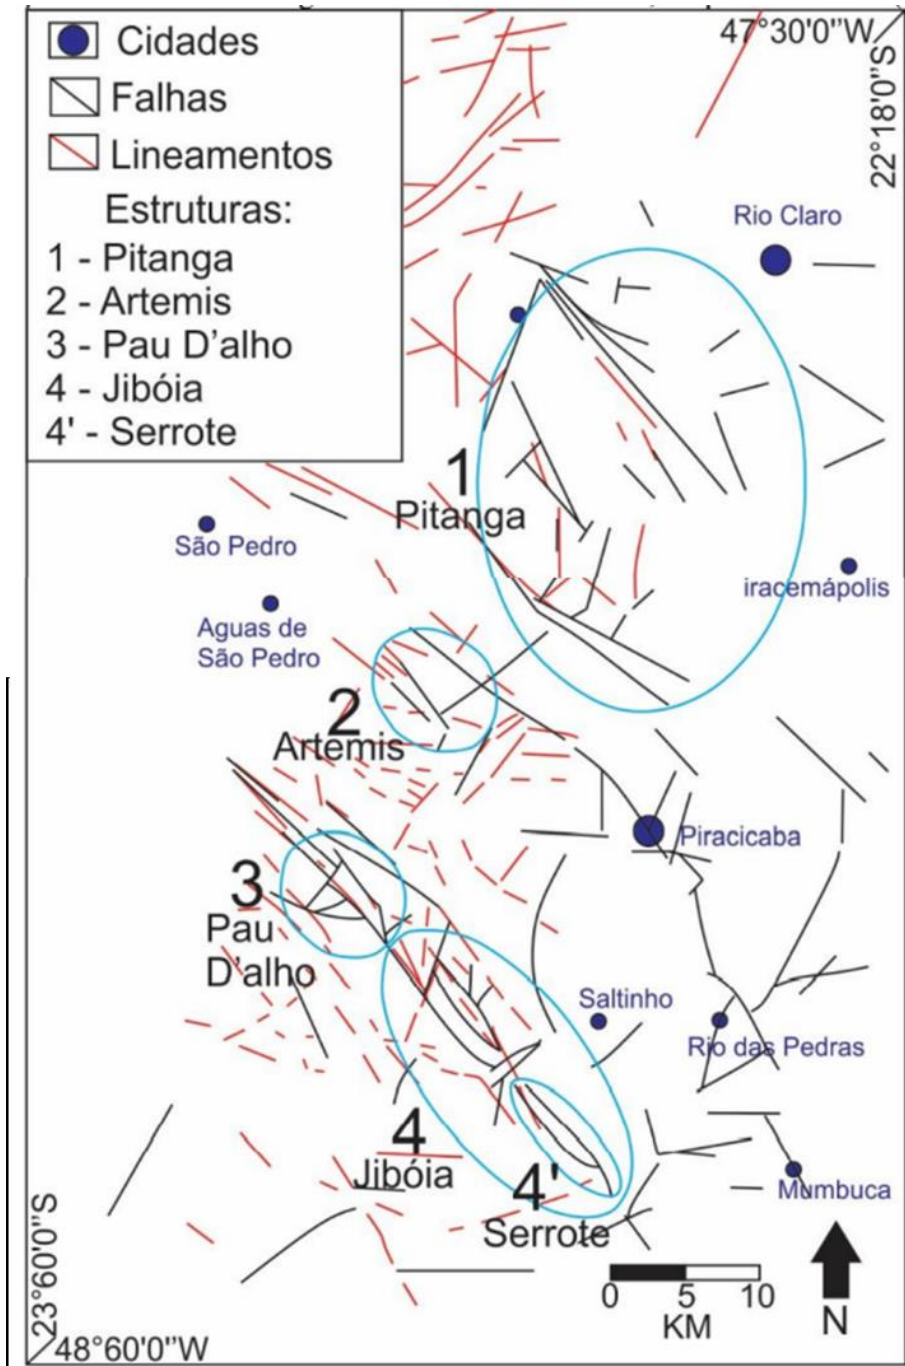 47°30'0"W
22°18'0"S
Cidades
Falhas
Lineamentos
Estruturas:
1 - Pitanga
2 - Artemis
3 - Pau D'alho
4 - Jibóia
4' - Serrote
Rio Claro
1
Pitanga
São Pedro
iracemápolis
Aguas de
São Pedro
2
Artemis
Piracicaba
3
Pau
D'alho
Saltinho
Rio das Pedras
4
Jibóia
4'
Serrote
Mumbuca
0 5 10
KM
N
23°60'0"S
48°60'0"W